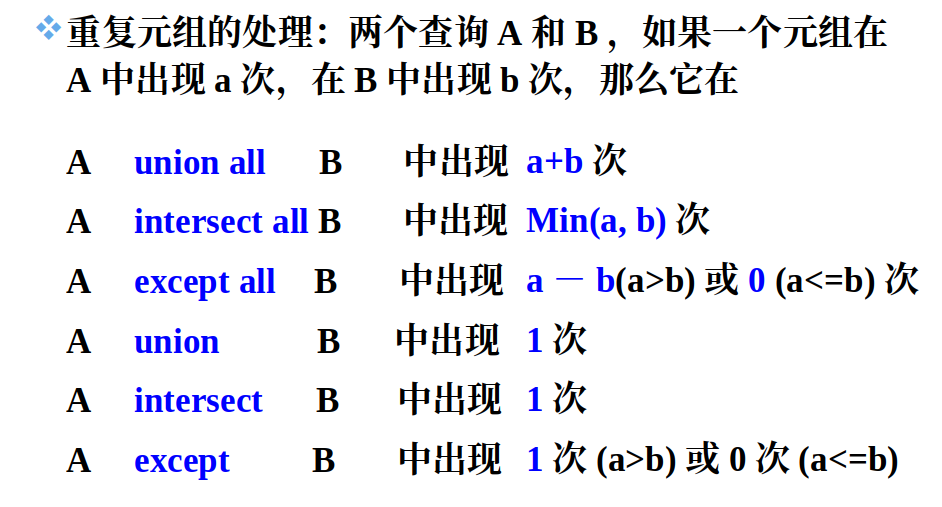 重复元组的处理：两个查询 A 和 B ，如果一个元组在
A 中出现 a 次， 在 B 中出现 b 次， 那么它在
A union all B 中出现 a+b 次
A intersect all B 中出现 Min(a, b) 次
A except all B 中出现 a － b(a>b) 或 0 (a<=b) 次
A union B 中出现 1 次
A intersect B 中出现 1 次
A except B 中出现 1 次 (a>b) 或 0 次 (a<=b)